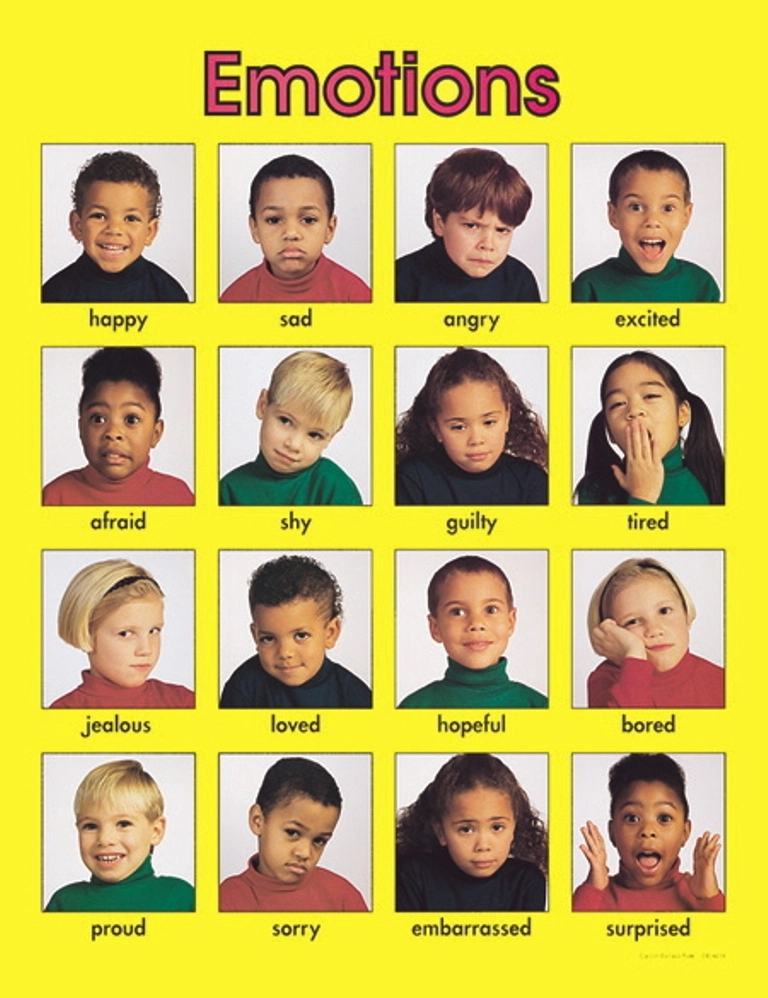 Emotions
happy sad angry excited
afraid shy guilty tired
jealous loved hopeful bored
proud sorry embarrassed surprised